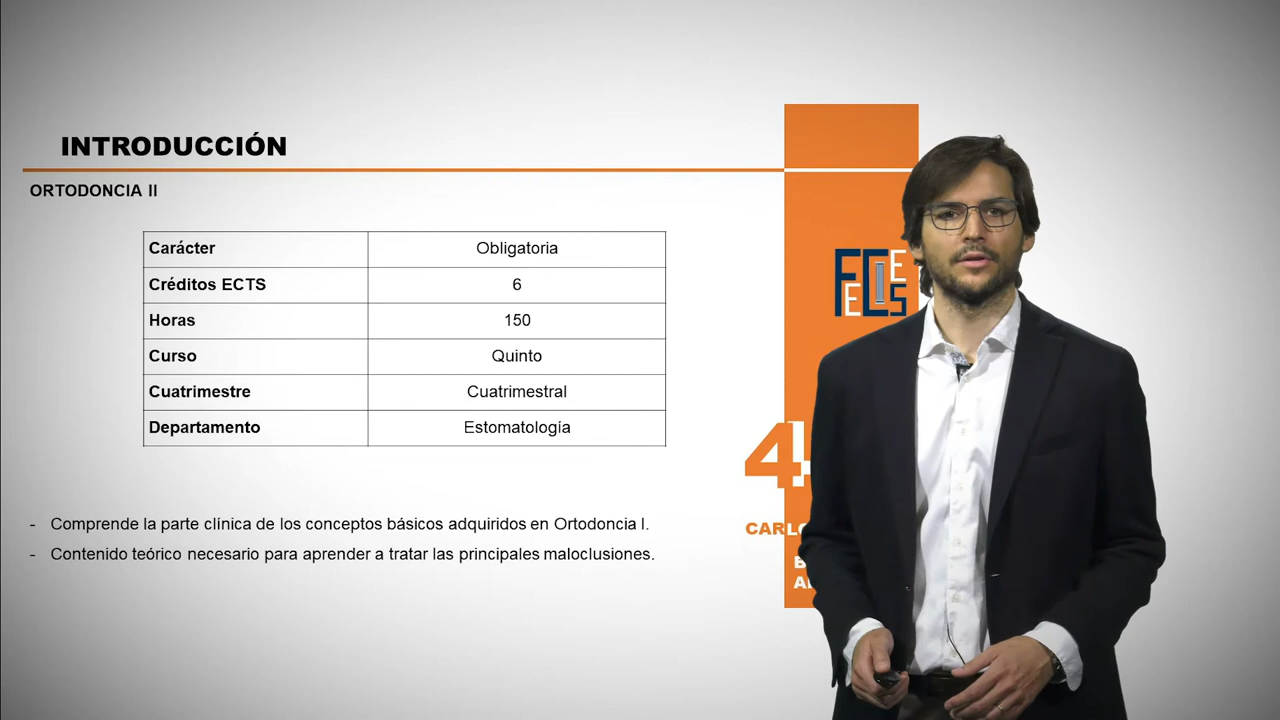 INTRODUCCIÓN
ORTODONCIA II
Carácter Obligatoria
Créditos ECTS 6
Horas 150
Curso Quinto
Cuatrimestre Cuatrimestral
Departamento Estomatología
- Comprende la parte clínica de los conceptos básicos adquiridos en Ortodoncia I.
- Contenido teórico necesario para aprender a tratar las principales maloclusiones.